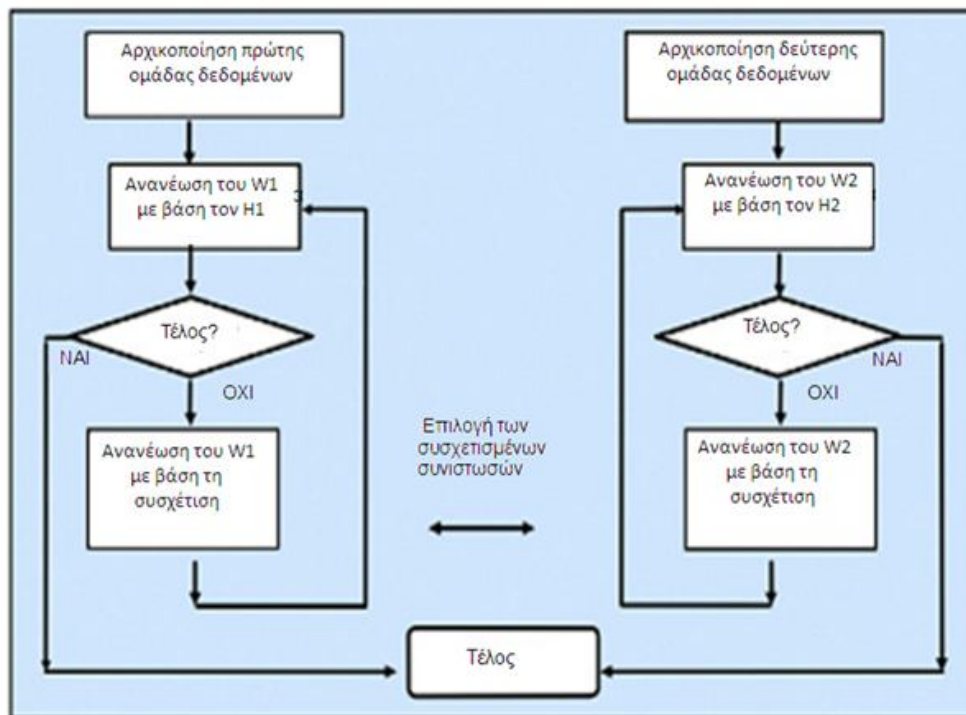 Αρχικοποίηση πρώτης
ομάδας δεδομένων
Ανανέωση του W1
με βάση τον H1
3
Τέλος?
ΝΑΙ
ΟΧΙ
Ανανέωση του W1
με βάση τη
συσχέτιση
Επιλογή των
συσχετισμένων
συνιστωσών
Αρχικοποίηση δεύτερης
ομάδας δεδομένων
Ανανέωση του W2
με βάση τον H2
Τέλος?
ΝΑΙ
ΟΧΙ
Ανανέωση του W2
με βάση τη
συσχέτιση
Τέλος